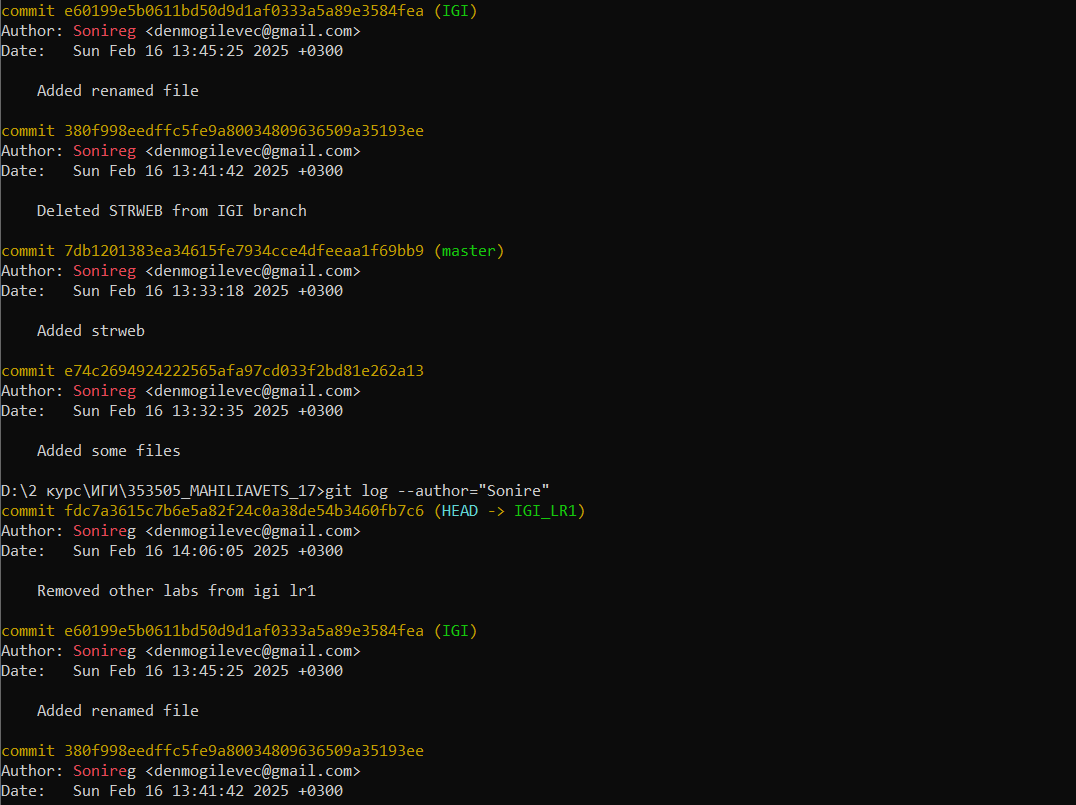 commit e60199e5b0611bd50d9d1af0333a5a89e3584fea (IGI)
Author: Sonireg <denmogilevec@gmail.com>
Date:   Sun Feb 16 13:45:25 2025 +0300
Added renamed file
commit 380f998eedffc5fe9a80034809636509a35193ee
Author: Sonireg <denmogilevec@gmail.com>
Date:   Sun Feb 16 13:41:42 2025 +0300
Deleted STRWEB from IGI branch
commit 7db1201383ea34615fe7934cce4dfeeaa1f69bb9 (master)
Author: Sonireg <denmogilevec@gmail.com>
Date:   Sun Feb 16 13:33:18 2025 +0300
Added strweb
commit e74c2694924222565afa97cd033f2bd81e262a13
Author: Sonireg <denmogilevec@gmail.com>
Date:   Sun Feb 16 13:32:35 2025 +0300
Added some files
D:\2 курс\ИГИ\353505_MAHILIAVETS_17>git log --author="Sonire"
commit fdc7a3615c7b6e5a82f24c0a38de54b3460fb7c6 (HEAD -> IGI_LR1)
Author: Sonireg <denmogilevec@gmail.com>
Date:   Sun Feb 16 14:06:05 2025 +0300
Removed other labs from igi lr1
commit e60199e5b0611bd50d9d1af0333a5a89e3584fea (IGI)
Author: Sonireg <denmogilevec@gmail.com>
Date:   Sun Feb 16 13:45:25 2025 +0300
Added renamed file
commit 380f998eedffc5fe9a80034809636509a35193ee
Author: Sonireg <denmogilevec@gmail.com>
Date:   Sun Feb 16 13:41:42 2025 +0300